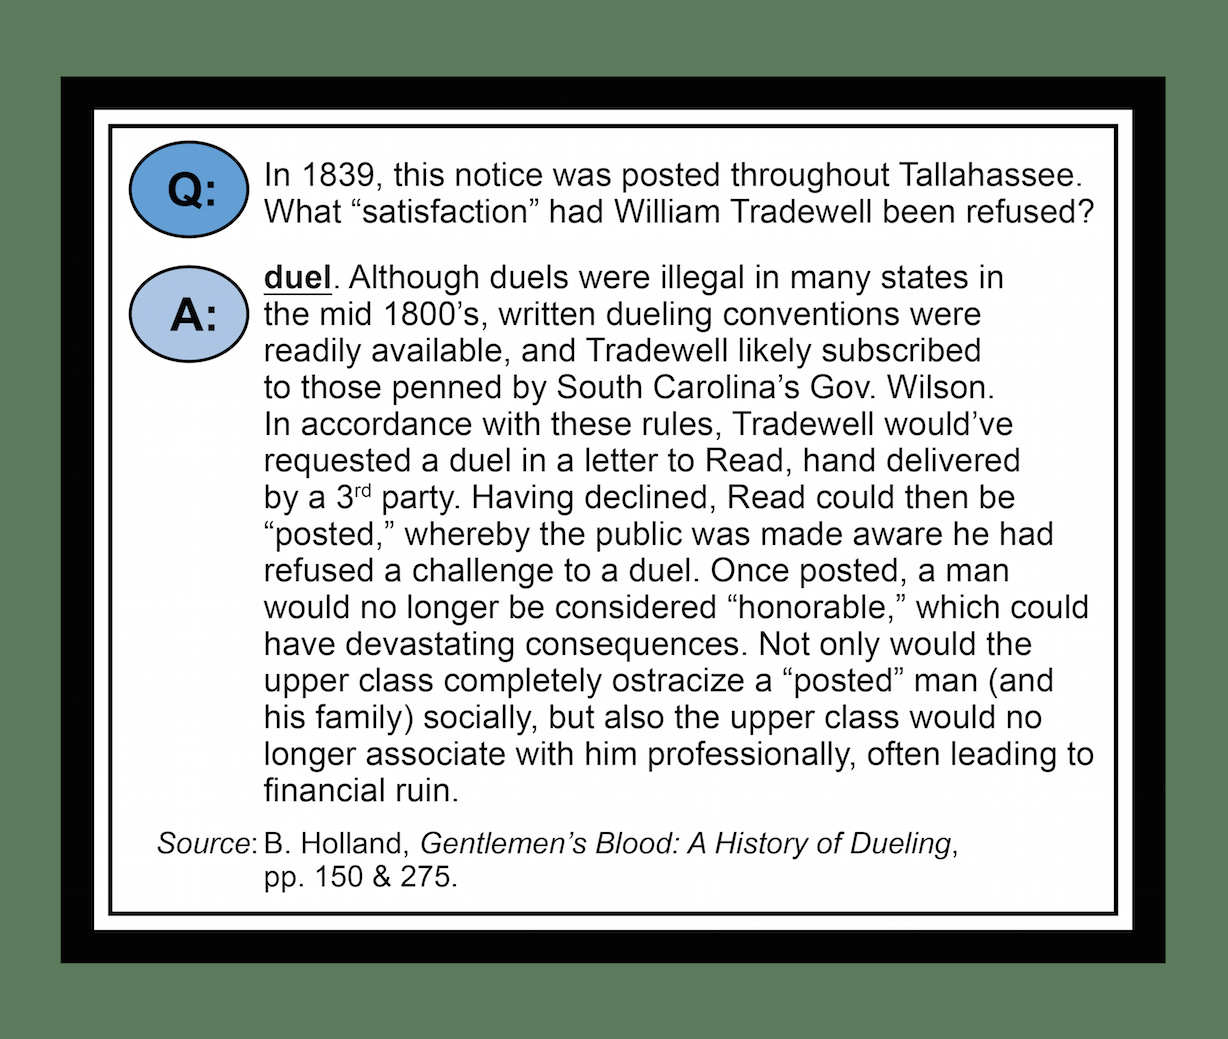 Q: In 1839, this notice was posted throughout Tallahassee.
What “satisfaction” had William Tradewell been refused?
A: duel. Although duels were illegal in many states in
the mid 1800’s, written dueling conventions were
readily available, and Tradewell likely subscribed
to those penned by South Carolina’s Gov. Wilson.
In accordance with these rules, Tradewell would’ve
requested a duel in a letter to Read, hand delivered
by a 3rd party. Having declined, Read could then be
“posted,” whereby the public was made aware he had
refused a challenge to a duel. Once posted, a man
would no longer be considered “honorable,” which could
have devastating consequences. Not only would the
upper class completely ostracize a “posted” man (and
his family) socially, but also the upper class would no
longer associate with him professionally, often leading to
financial ruin.
Source: B. Holland, Gentlemen’s Blood: A History of Dueling,
pp. 150 & 275.